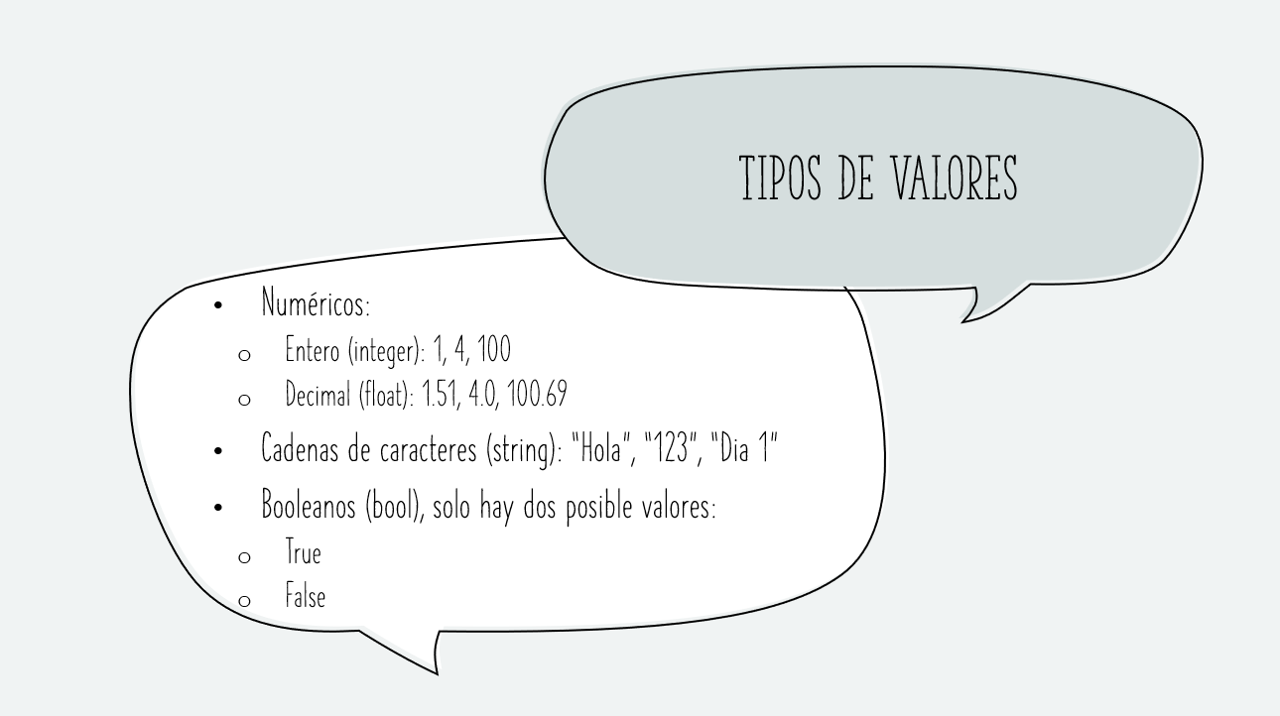 TIPOS DE VALORES
• Numéricos:
o Entero (integer): 1, 4, 100
o Decimal (float): 1.51, 4.0, 100.69
• Cadenas de caracteres (string): “Hola”, “123”, “Dia 1”
• Booleanos (bool), solo hay dos posible valores:
o True
o False